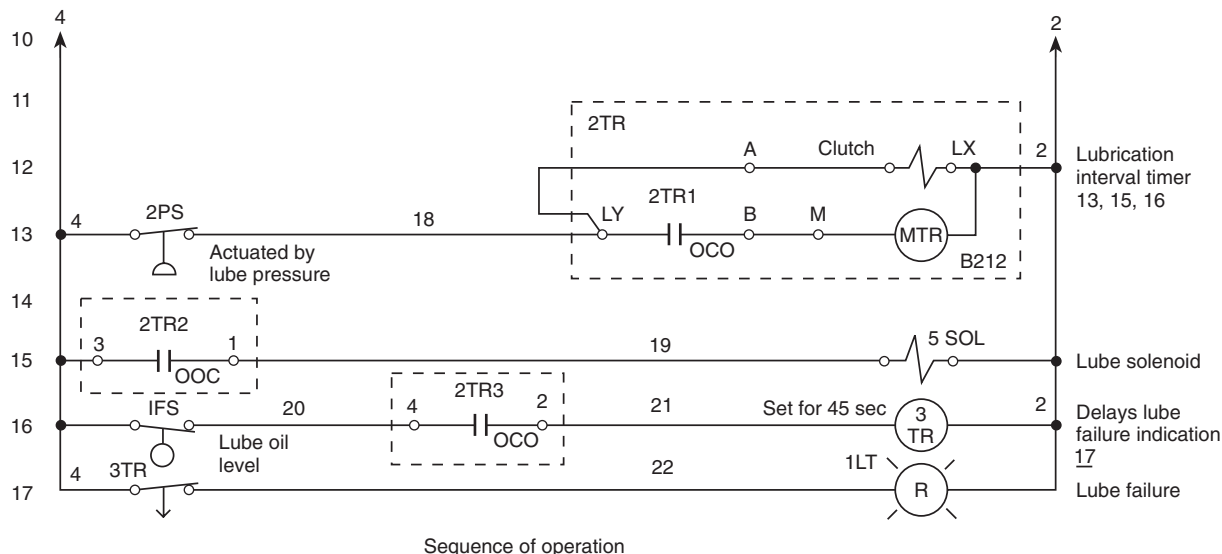 4 2
10
11
2TR
12 A Clutch LX 2 Lubrication
interval timer
13, 15, 16
2TR1
13 4 2PS 18 LY OCO B M MTR
B212
Actuated by
lube pressure
14
2TR2
3 1
15 OOC 19 5 SOL Lube solenoid
2TR3
16 IFS 20 4 2 OCO 21 Set for 45 sec 3 TR 2 Delays lube
failure indication
17
Lube oil
level
17 4 3TR 22 1LT R Lube failure
Sequence of operation